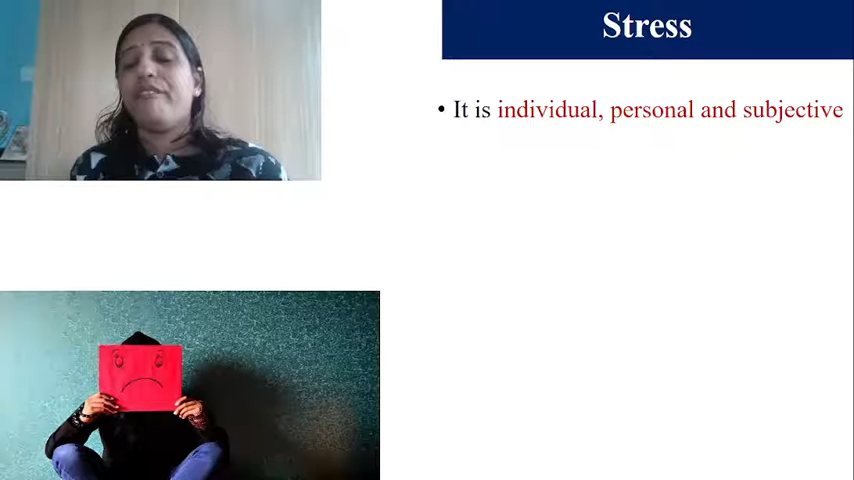 Stress
• It is individual, personal and subjective